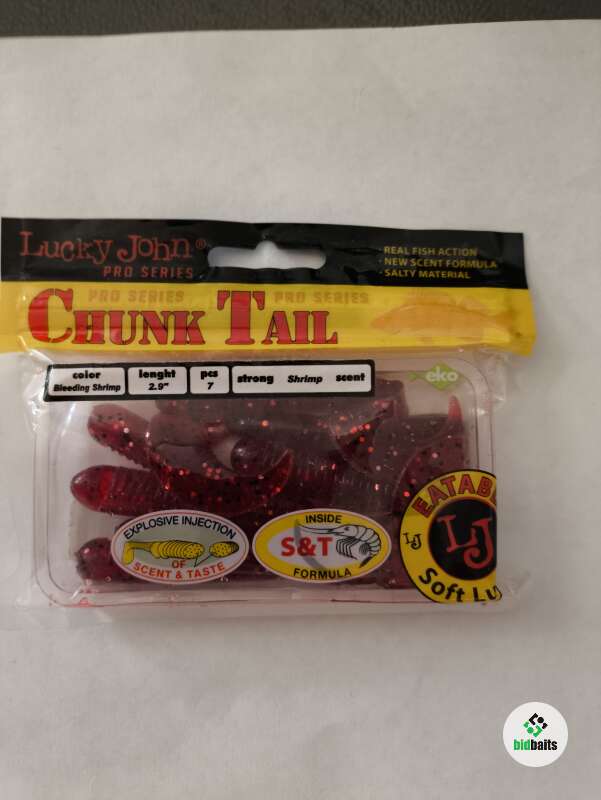 Lucky John®
PRO SERIES
· REAL FISH ACTION
· NEW SCENT FORMULA
· SALTY MATERIAL
PRO SERIES PRO SERIES
CHUNK TAIL
color
Bleeding Shrimp
lenght
2.9"
pcs
7
strong Shrimp scent
eko
EXPLOSIVE INJECTION
OF
SCENT & TASTE
INSIDE
S&T
FORMULA
EATAB
LJ
LJ
Soft Lu
bidbaits